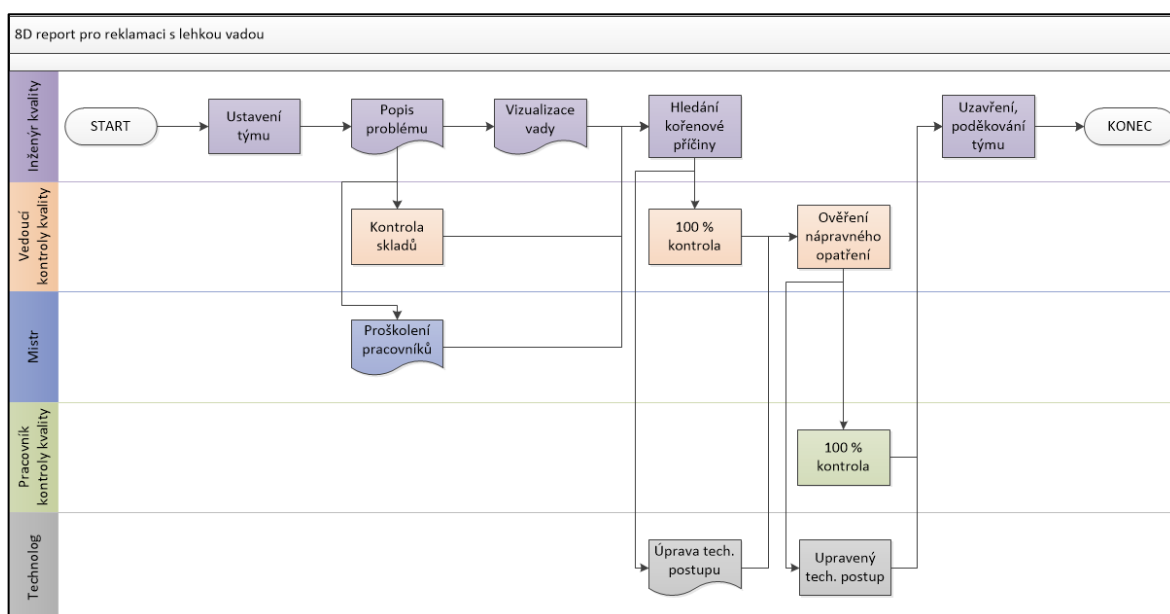 8D report pro reklamaci s lehkou vadou
Inženýr kvality
START
Ustavení
týmu
Popis
problému
Vizualizace
vady
Hledání
kořenové
příčiny
Uzavření,
poděkování
týmu
KONEC
Vedoucí
kontroly kvality
Kontrola
skladů
100 %
kontrola
Ověření
nápravného
opatření
Mistr
Proškolení
pracovníků
Pracovník
kontroly kvality
100 %
kontrola
Technolog
Úprava tech.
postupu
Upravený
tech. postup